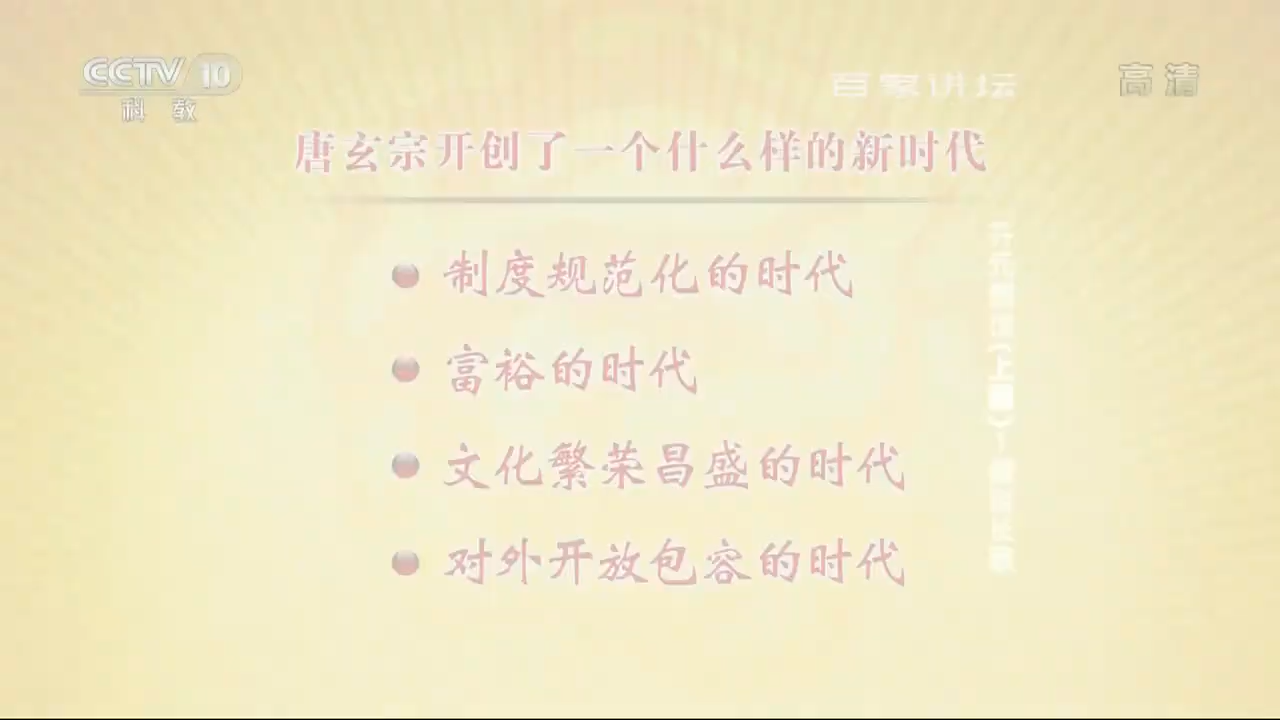 CCTV 10
科教
百家讲坛
高清
唐玄宗开创了一个什么样的新时代
制度规范化的时代
富裕的时代
文化繁荣昌盛的时代
对外开放包容的时代